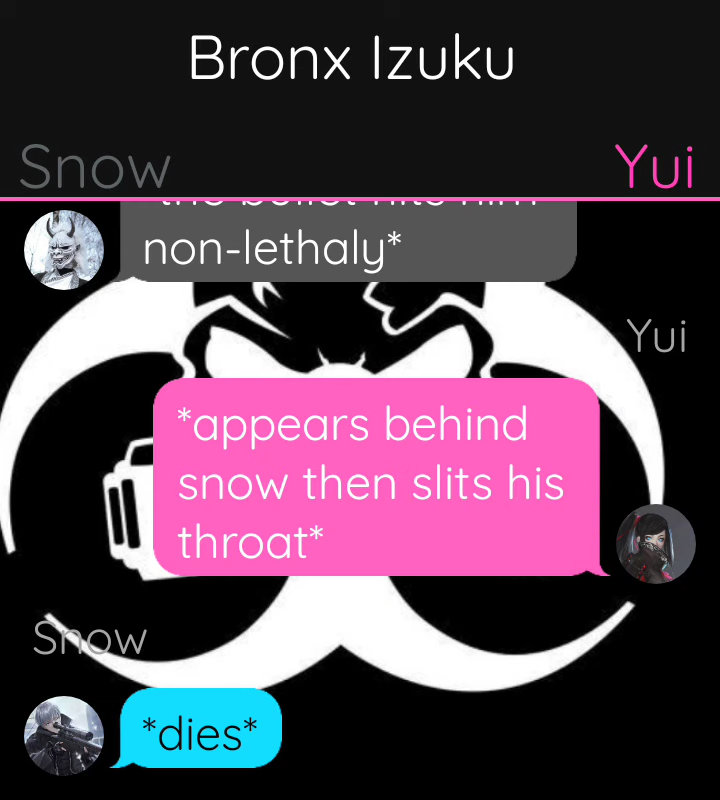 Bronx Izuku
Snow Yui
non-lethaly*
Yui
*appears behind
snow then slits his
throat*
Snow
*dies*